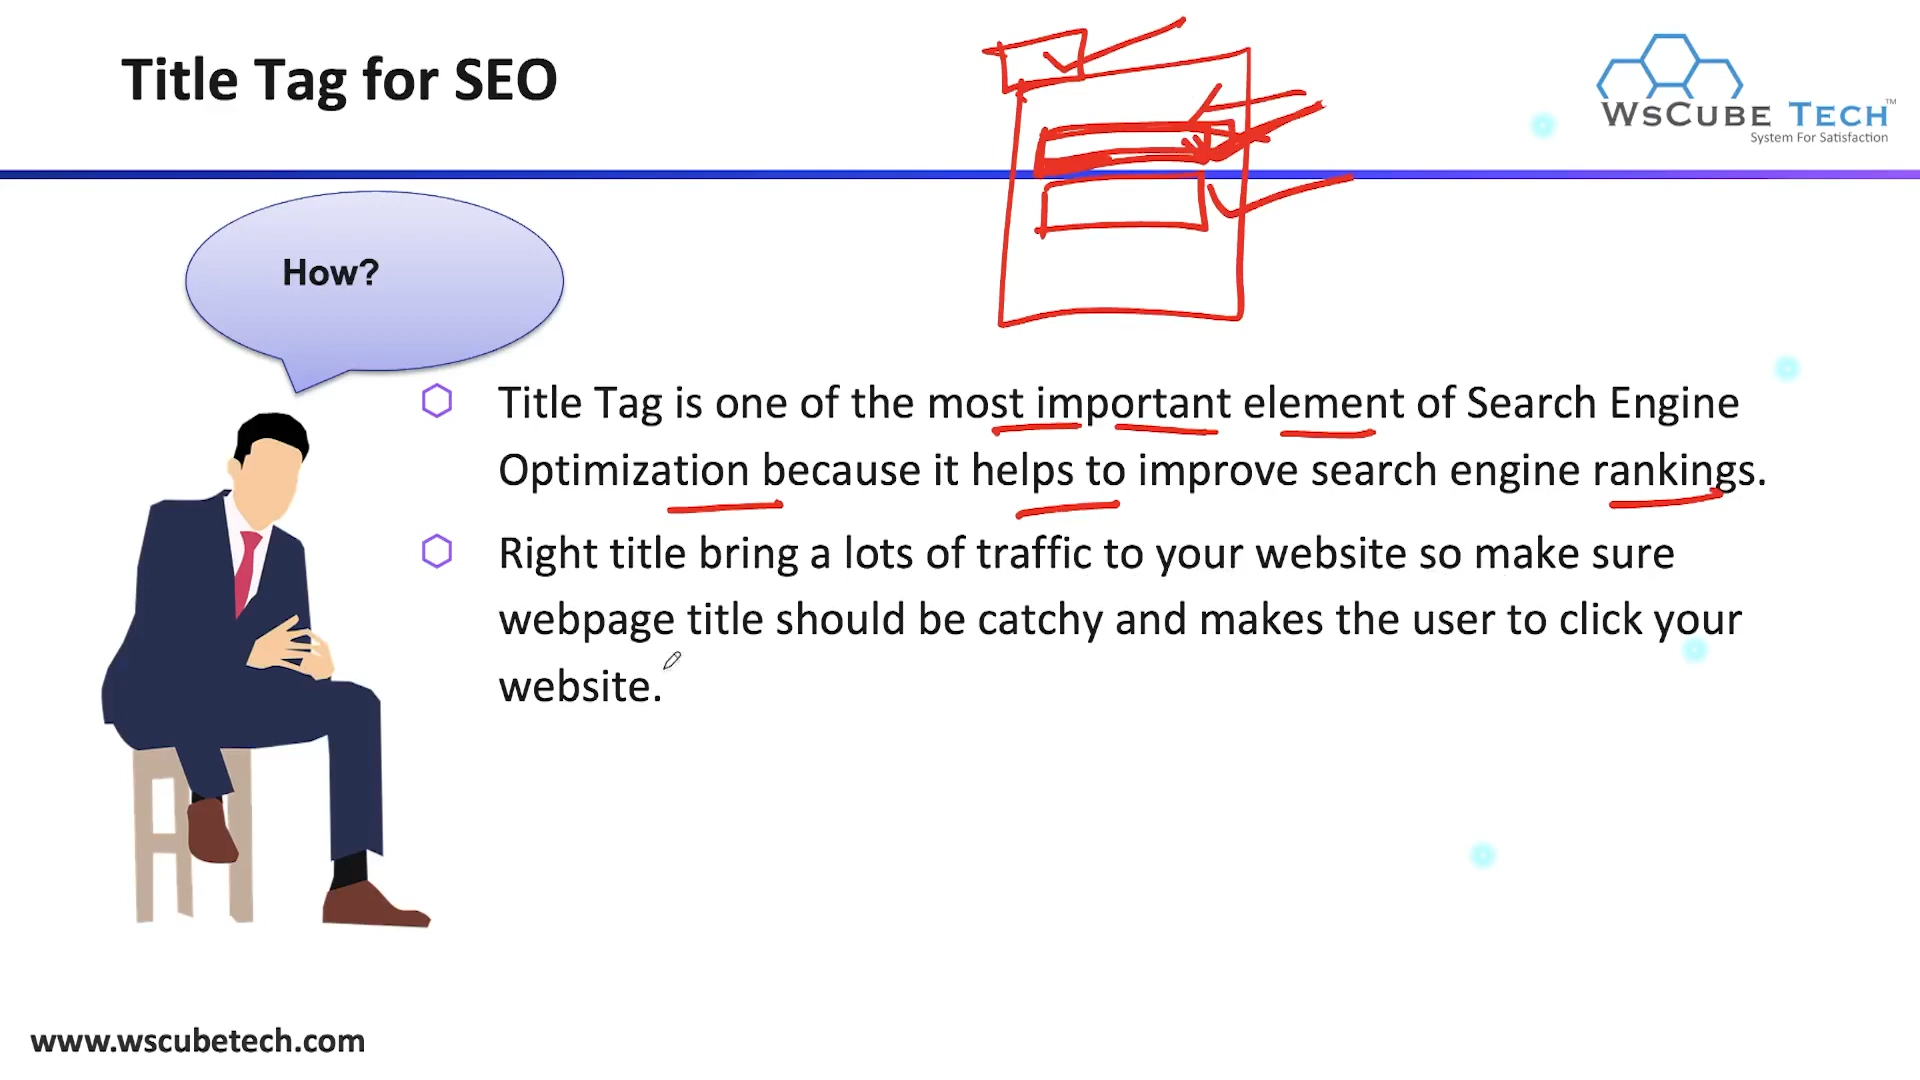 Title Tag for SEO
WsCube Tech™
System For Satisfaction
How?
Title Tag is one of the most important element of Search Engine
Optimization because it helps to improve search engine rankings.
Right title bring a lots of traffic to your website so make sure
webpage title should be catchy and makes the user to click your
website.
www.wscubetech.com